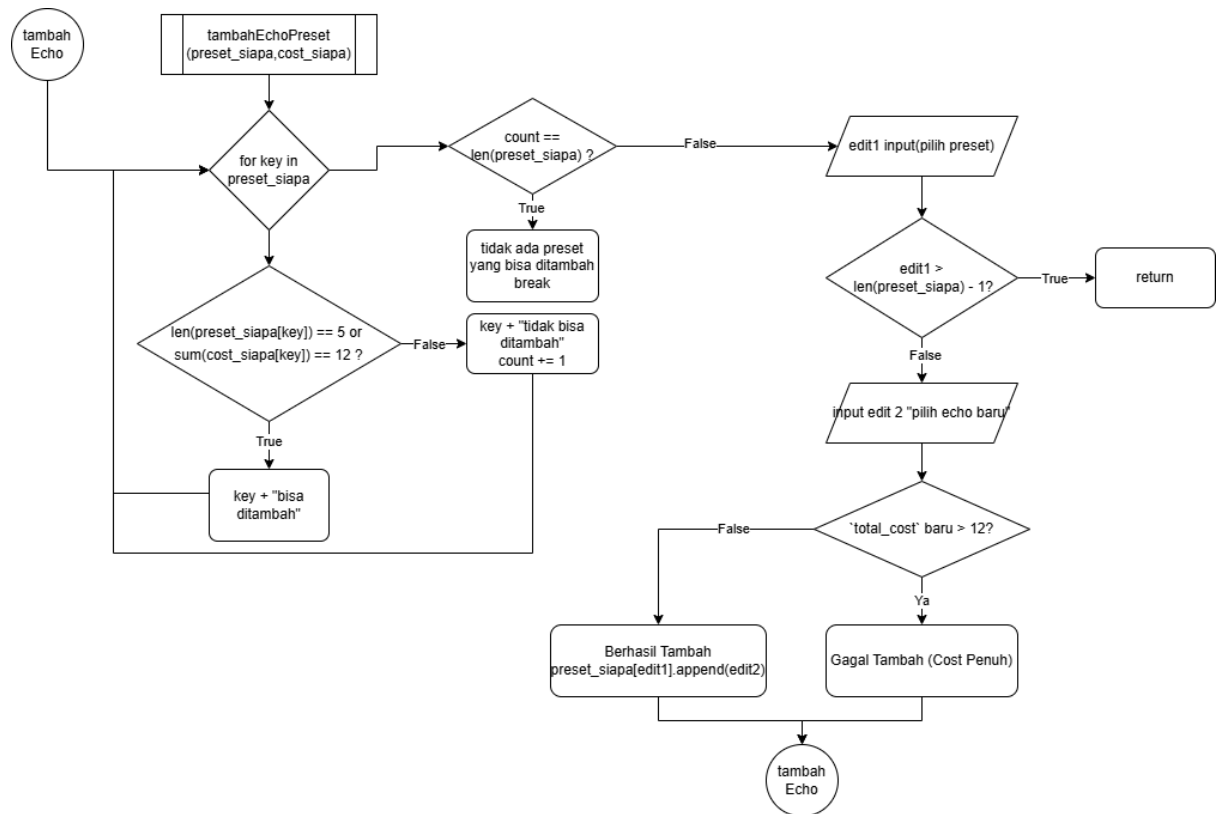 tambah
Echo
tambahEchoPreset
(preset_siapa,cost_siapa)
for key in
preset_siapa
count ==
len(preset_siapa) ?
False
edit1 input(pilih preset)
True
tidak ada preset
yang bisa ditambah
break
edit1 >
len(preset_siapa) - 1?
True
return
len(preset_siapa[key]) == 5 or
sum(cost_siapa[key]) == 12 ?
False
key + "tidak bisa
ditambah"
count += 1
False
input edit 2 "pilih echo baru"
True
key + "bisa
ditambah"
`total_cost` baru > 12?
False
Ya
Berhasil Tambah
preset_siapa[edit1].append(edit2)
Gagal Tambah (Cost Penuh)
tambah
Echo